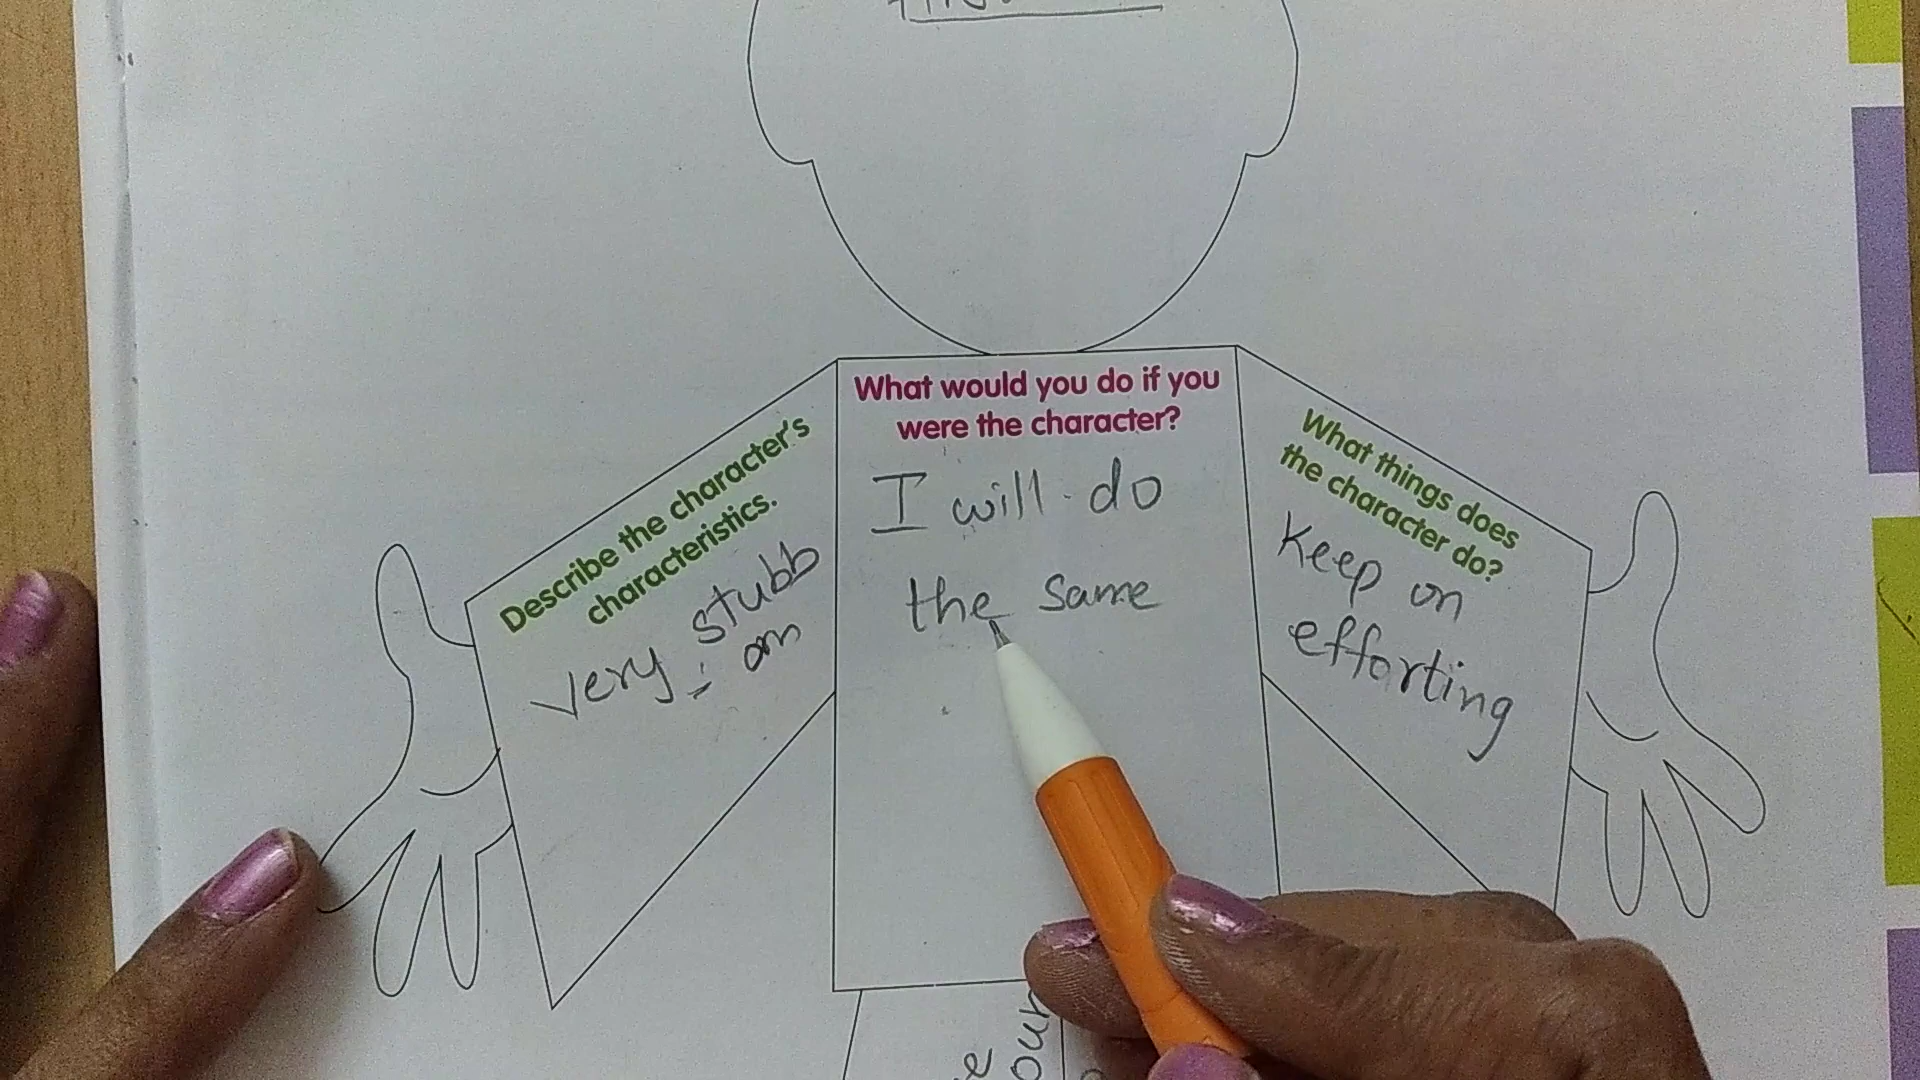 Describe the character's
characteristics.
very stubb
orn
What would you do if you
were the character?
I will do
the same
What things does
the character do?
Keep on
efforting